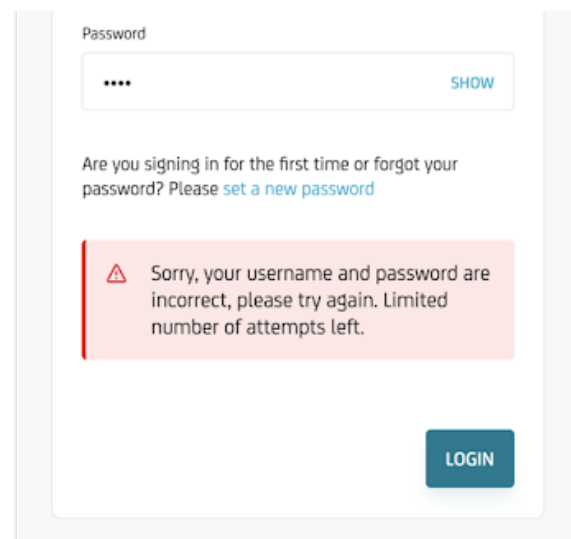 Password
•••• SHOW
Are you signing in for the first time or forgot your
password? Please set a new password
Sorry, your username and password are
incorrect, please try again. Limited
number of attempts left.
LOGIN